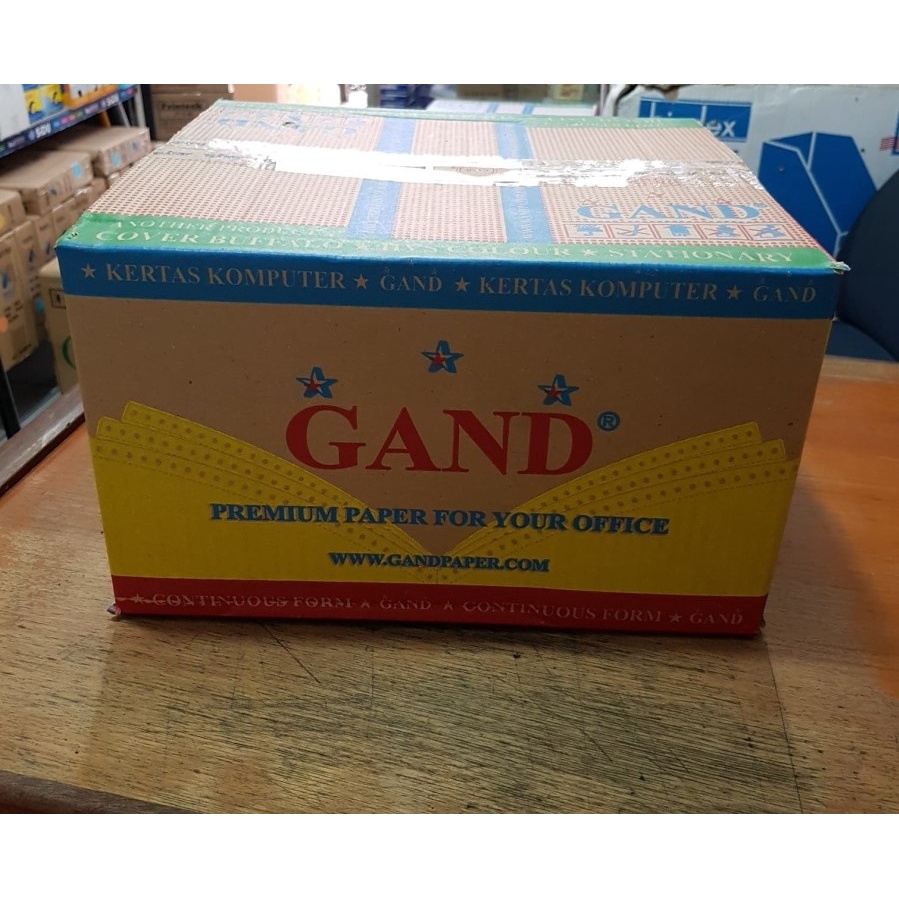 GAND
ANOTHER PRODUCT
COVER BUFFALO ★ HVS COLOUR ★ STATIONARY
★ KERTAS KOMPUTER ★ GAND ★ KERTAS KOMPUTER ★ GAND
GAND®
PREMIUM PAPER FOR YOUR OFFICE
WWW.GANDPAPER.COM
★ CONTINUOUS FORM ★ GAND ★ CONTINUOUS FORM ★ GAND